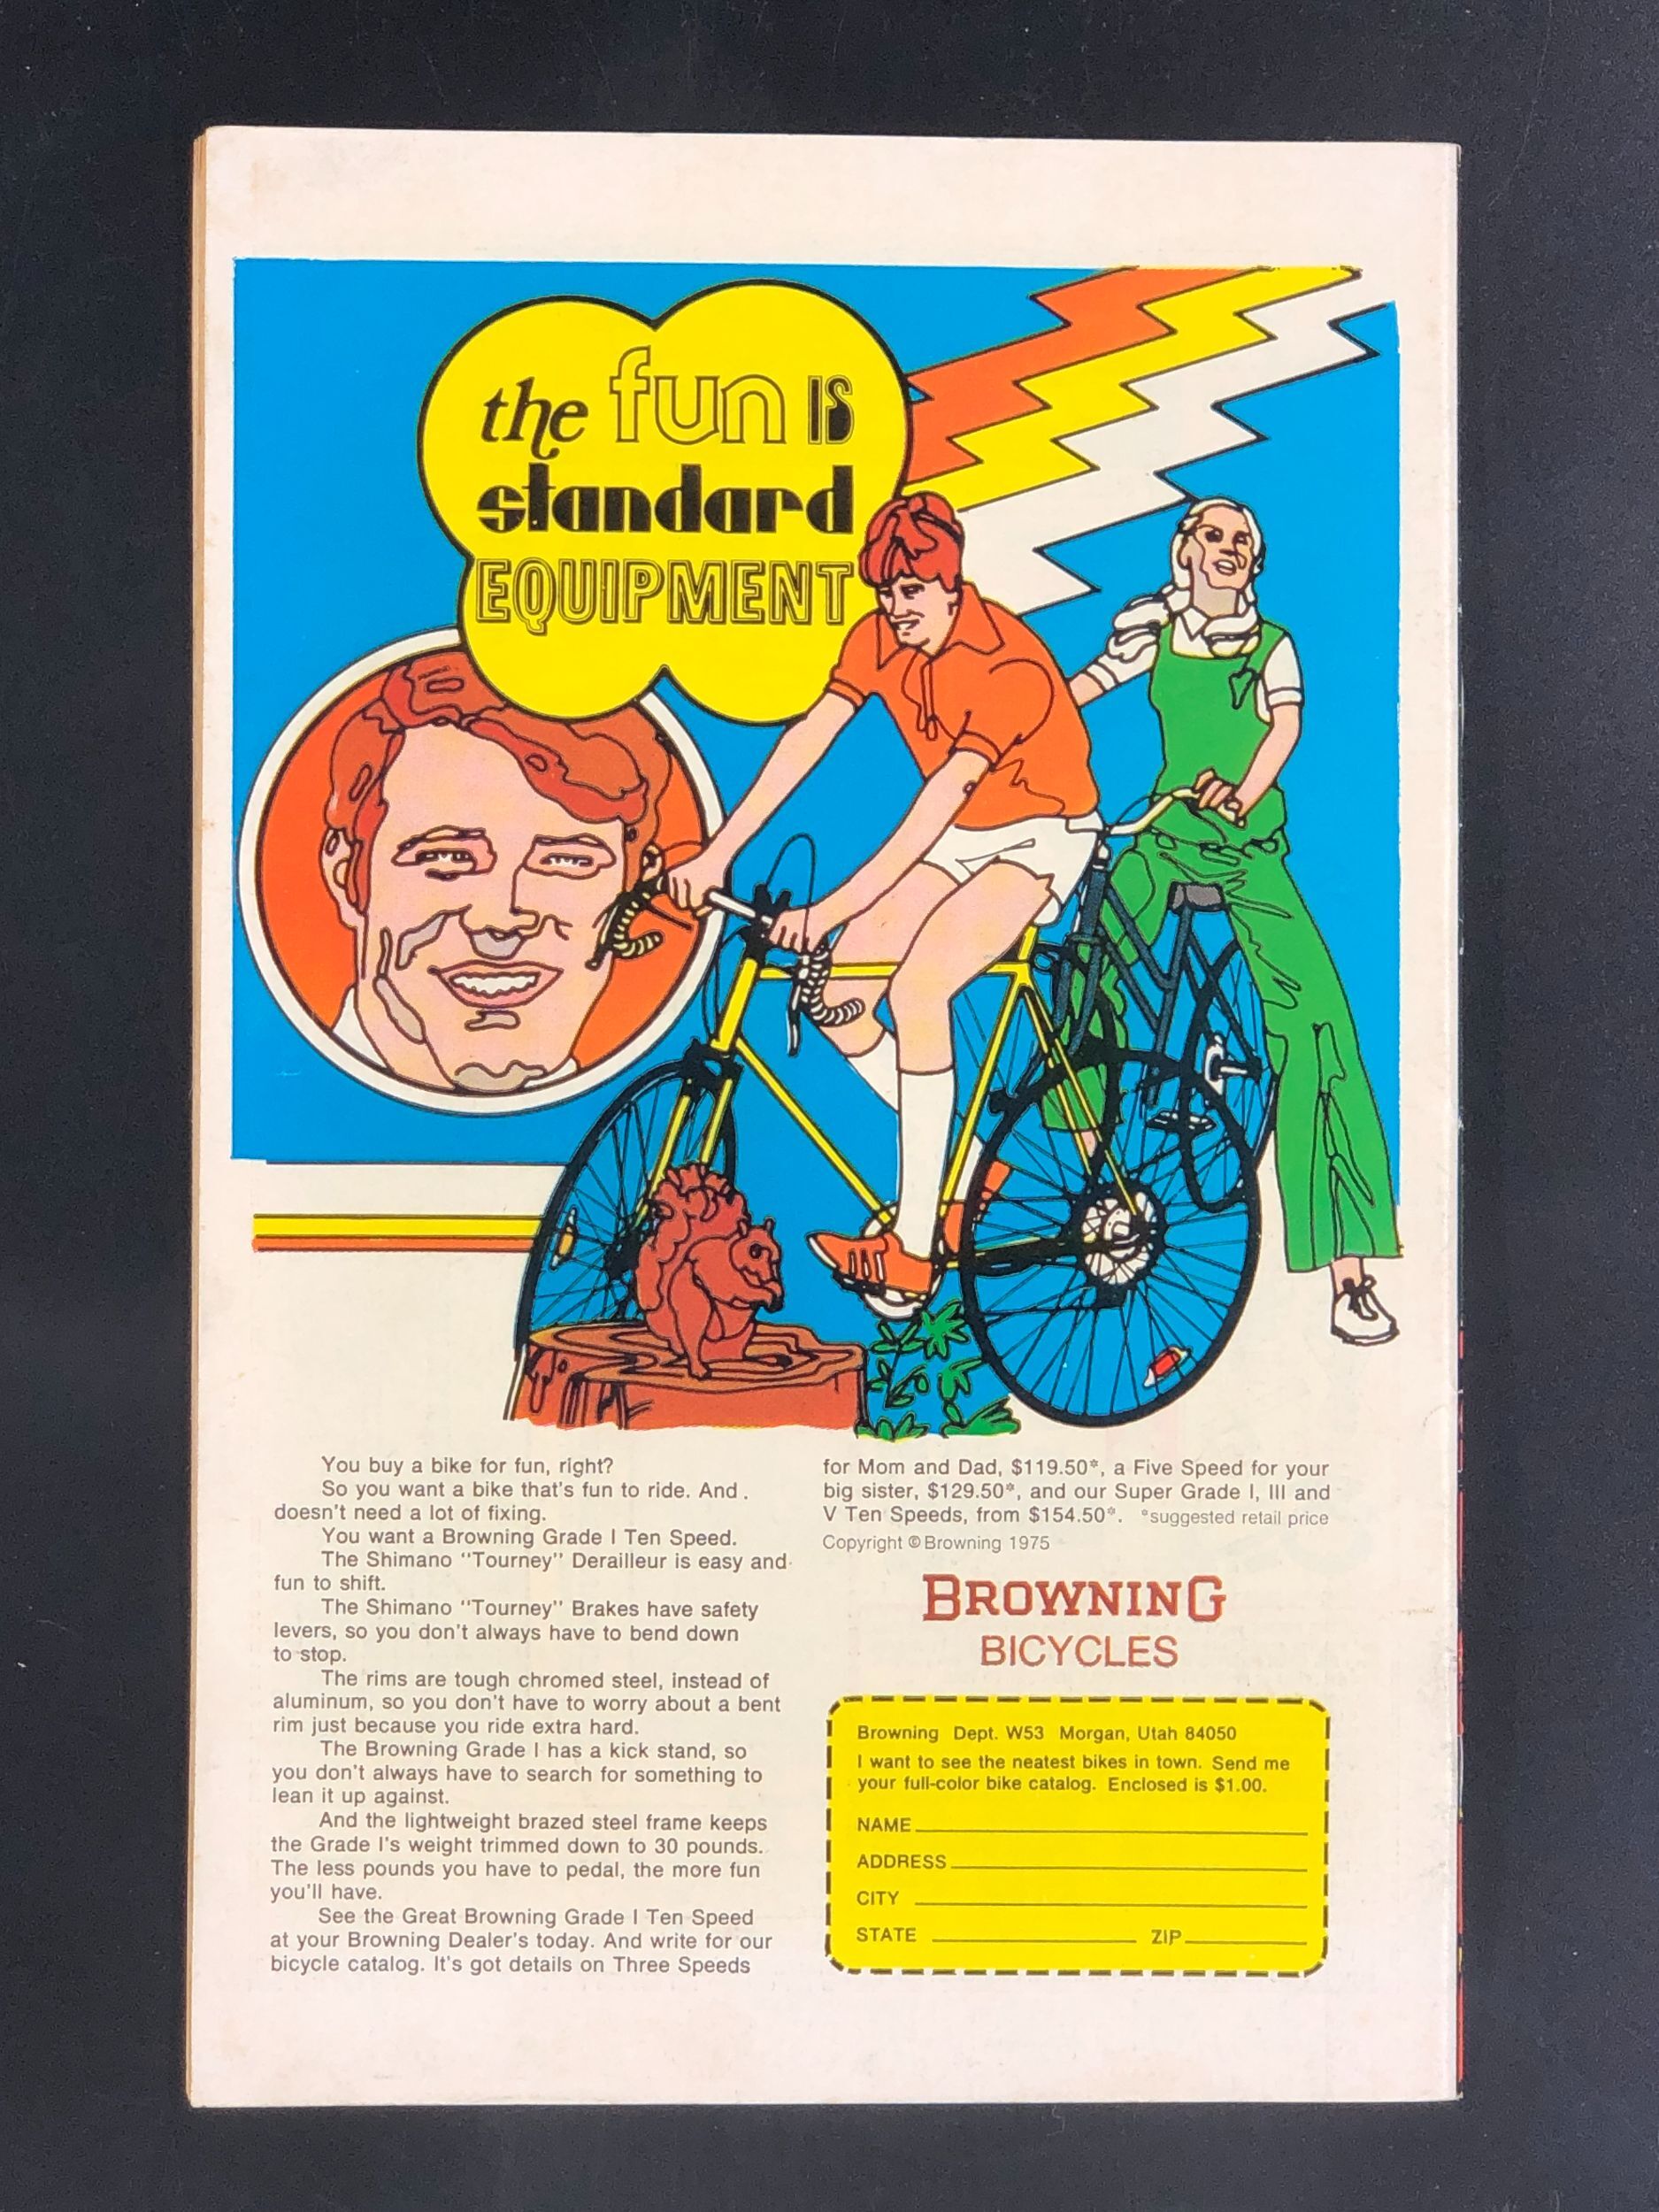 the fun IS
standard
EQUIPMENT
You buy a bike for fun, right?
So you want a bike that's fun to ride. And
doesn't need a lot of fixing.
You want a Browning Grade I Ten Speed.
The Shimano "Tourney" Derailleur is easy and
fun to shift.
The Shimano "Tourney" Brakes have safety
levers, so you don't always have to bend down
to stop.
The rims are tough chromed steel, instead of
aluminum, so you don't have to worry about a bent
rim just because you ride extra hard.
The Browning Grade I has a kick stand, so
you don't always have to search for something to
lean it up against.
And the lightweight brazed steel frame keeps
the Grade I's weight trimmed down to 30 pounds.
The less pounds you have to pedal, the more fun
you'll have.
See the Great Browning Grade I Ten Speed
at your Browning Dealer's today. And write for our
bicycle catalog. It's got details on Three Speeds
for Mom and Dad, $119.50*, a Five Speed for your
big sister, $129.50*, and our Super Grade I, III and
V Ten Speeds, from $154.50*. *suggested retail price
Copyright © Browning 1975
BROWNING
BICYCLES
Browning Dept. W53 Morgan, Utah 84050
I want to see the neatest bikes in town. Send me
your full-color bike catalog. Enclosed is $1.00.
NAME
ADDRESS
CITY
STATE ZIP